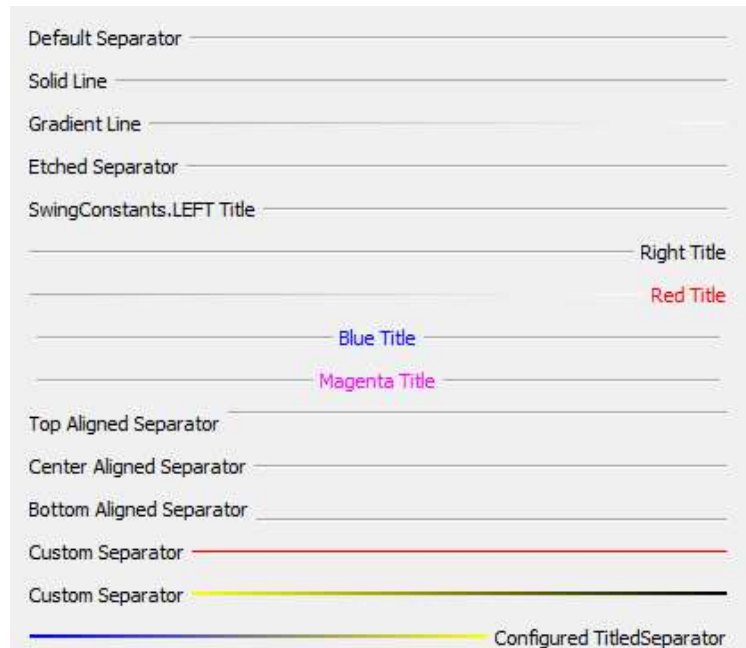 Default Separator
Solid Line
Gradient Line
Etched Separator
SwingConstants.LEFT Title
Right Title
Red Title
Blue Title
Magenta Title
Top Aligned Separator
Center Aligned Separator
Bottom Aligned Separator
Custom Separator
Custom Separator
Configured TitledSeparator